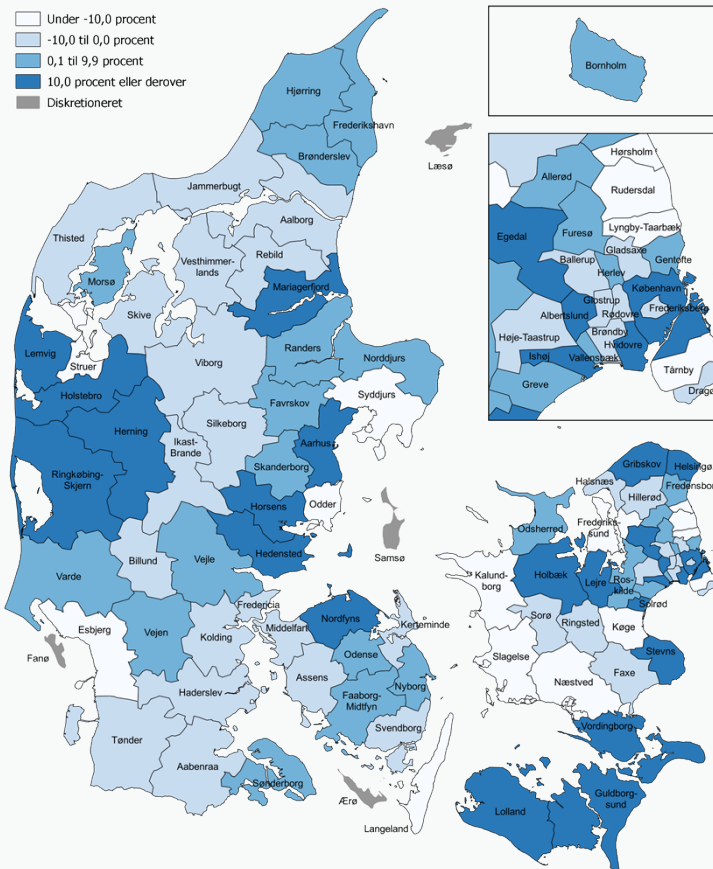 Under -10,0 procent
-10,0 til 0,0 procent
0,1 til 9,9 procent
10,0 procent eller derover
Diskretioneret
Hjørring
Frederikshavn
Brønderslev
Læsø
Jammerbugt
Aalborg
Thisted
Vesthimmer-
lands
Rebild
Morsø
Mariagerfjord
Skive
Lemvig
Struer
Viborg
Randers
Norddjurs
Holstebro
Favrskov
Syddjurs
Herning
Silkeborg
Ikast-
Brande
Aarhus
Ringkøbing-
Skjern
Skanderborg
Horsens
Odder
Samsø
Hedensted
Billund
Vejle
Varde
Fredericia
Nordfyns
Kerteminde
Esbjerg
Vejen
Kolding
Middelfart
Fanø
Odense
Assens
Nyborg
Haderslev
Faaborg-
Midtfyn
Tønder
Svendborg
Aabenraa
Sønderborg
Ærø
Langeland
Bornholm
Hørsholm
Allerød
Rudersdal
Egedal
Furesø
Lyngby-Taarbæk
Gladsaxe
Ballerup
Gentofte
Herlev
København
Glostrup
Albertslund
Rødovre
Frederiksberg
Høje-Taastrup
Brøndby
Hvidovre
Ishøj
Vallensbæk
Greve
Tårnby
Dragø
Gribskov
Helsingø
Halsnæs
Hillerød
Fredensbor
Odsherred
Frederiks-
sund
Kalund-
borg
Holbæk
Lejre
Ros-
kilde
Solrød
Sorø
Ringsted
Køge
Slagelse
Stevns
Næstved
Faxe
Vordingborg
Lolland
Guldborg-
sund